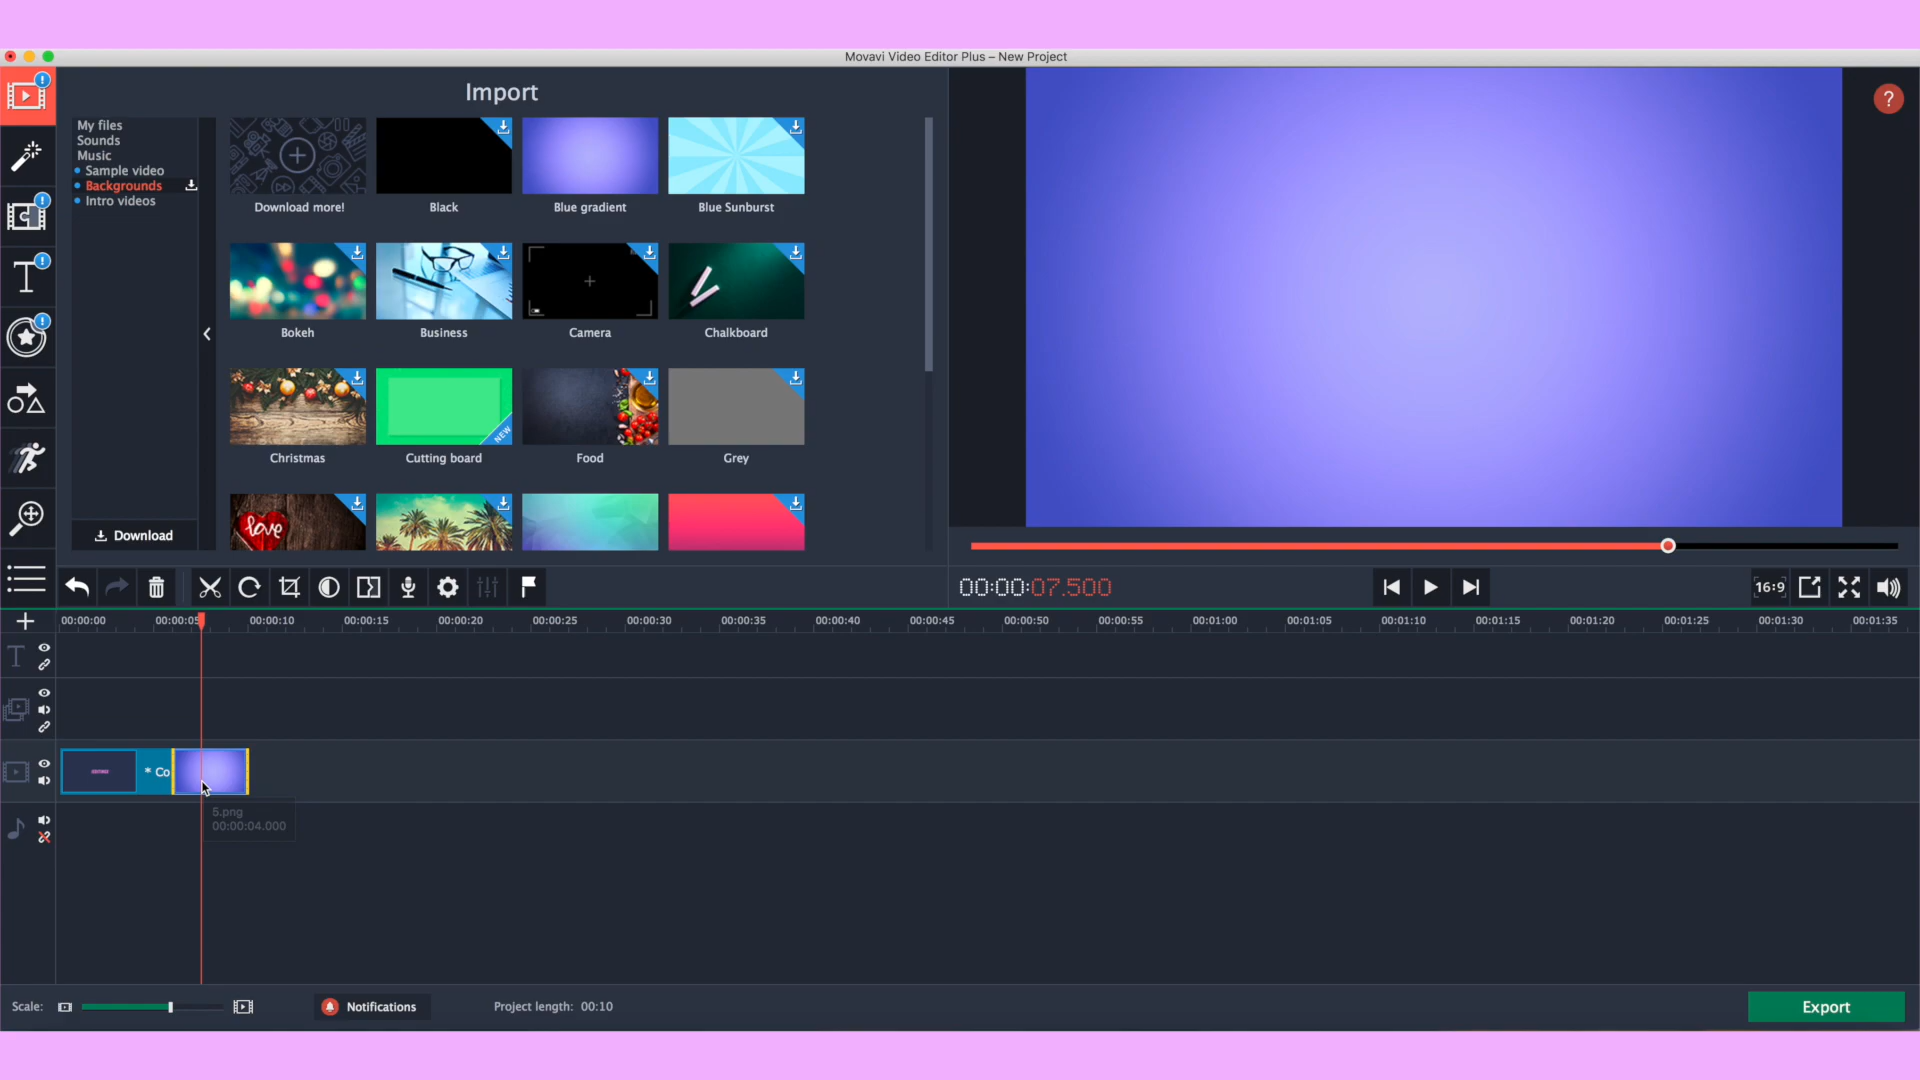 Movavi Video Editor Plus – New Project
Import
?
My files
Sounds
Music
Sample video
Backgrounds
Intro videos
Download
Download more!
Black
Blue gradient
Blue Sunburst
Bokeh
Business
Camera
Chalkboard
NEW
Christmas
Cutting board
Food
Grey
love
00:00:07.500
16:9
00:00:00
00:00:05
00:00:10
00:00:15
00:00:20
00:00:25
00:00:30
00:00:35
00:00:40
00:00:45
00:00:50
00:00:55
00:01:00
00:01:05
00:01:10
00:01:15
00:01:20
00:01:25
00:01:30
00:01:35
* Co
5.png
00:00:04.000
Scale:
Notifications
Project length: 00:10
Export